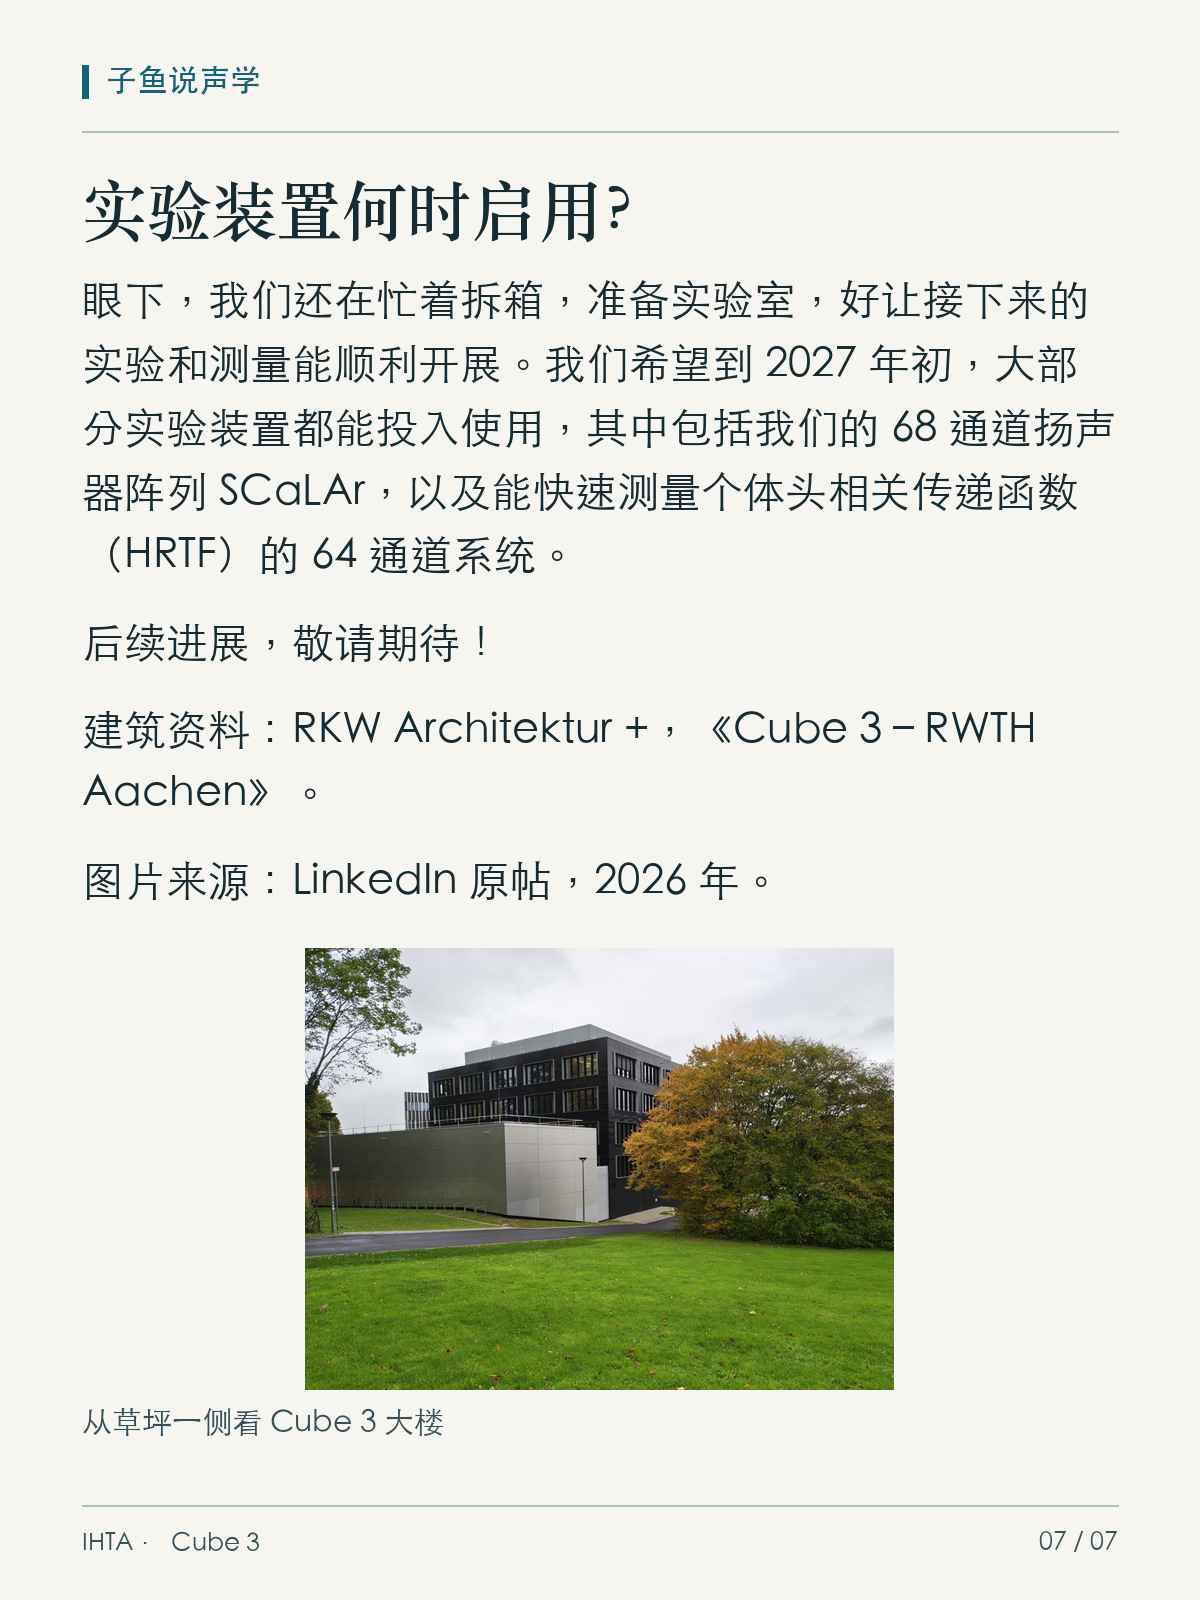 子鱼说声学
实验装置何时启用?
眼下，我们还在忙着拆箱，准备实验室，好让接下来的
实验和测量能顺利开展。我们希望到 2027 年初，大部
分实验装置都能投入使用，其中包括我们的 68 通道扬声
器阵列 SCaLAr，以及能快速测量个体头相关传递函数
（HRTF）的 64 通道系统。
后续进展，敬请期待！
建筑资料：RKW Architektur +，《Cube 3 – RWTH
Aachen》。
图片来源：LinkedIn 原帖，2026 年。
从草坪一侧看 Cube 3 大楼
IHTA · Cube 3
07 / 07